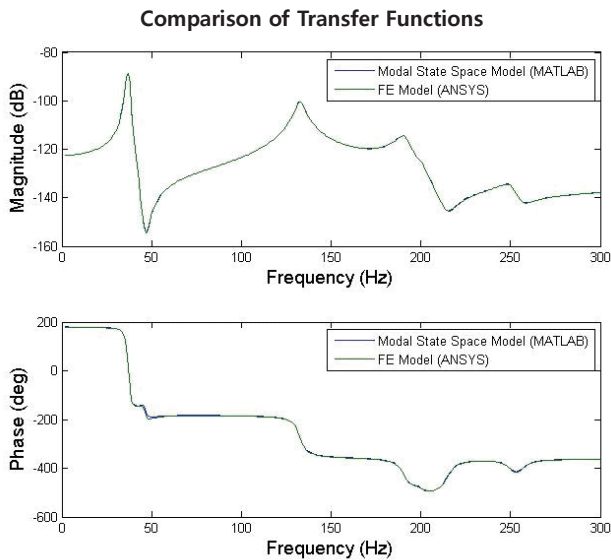 Comparison of Transfer Functions
-80
-100
-120
-140
-160
Magnitude (dB)
Modal State Space Model (MATLAB)
FE Model (ANSYS)
0
50
100
150
200
250
300
Frequency (Hz)
200
0
-200
-400
-600
Phase (deg)
Modal State Space Model (MATLAB)
FE Model (ANSYS)
0
50
100
150
200
250
300
Frequency (Hz)